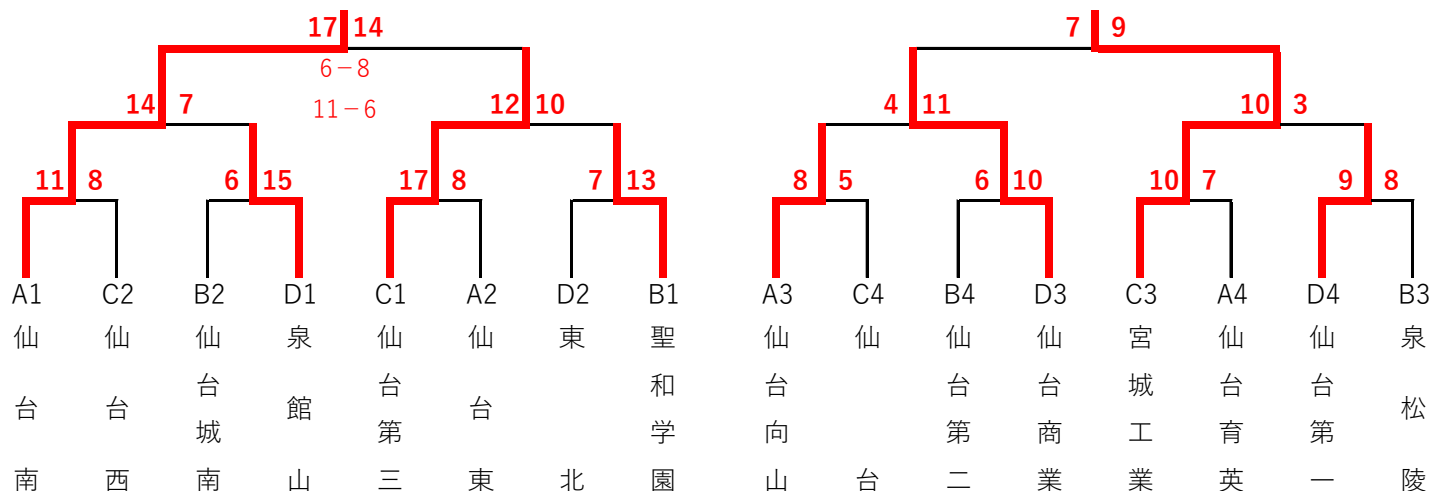 17 14 7 9
6－8
11－6
14 7 12 10 4 11 10 3
11 8 6 15 17 8 7 13 8 5 6 10 10 7 9 8
A1 C2 B2 D1 C1 A2 D2 B1 A3 C4 B4 D3 C3 A4 D4 B3
仙台南
仙台西
仙台城南
泉館山
仙台第三
仙台東
東北
聖和学園
仙台向山
仙台
仙台第二
仙台商業
宮城工業
仙台育英
仙台第一
泉松陵